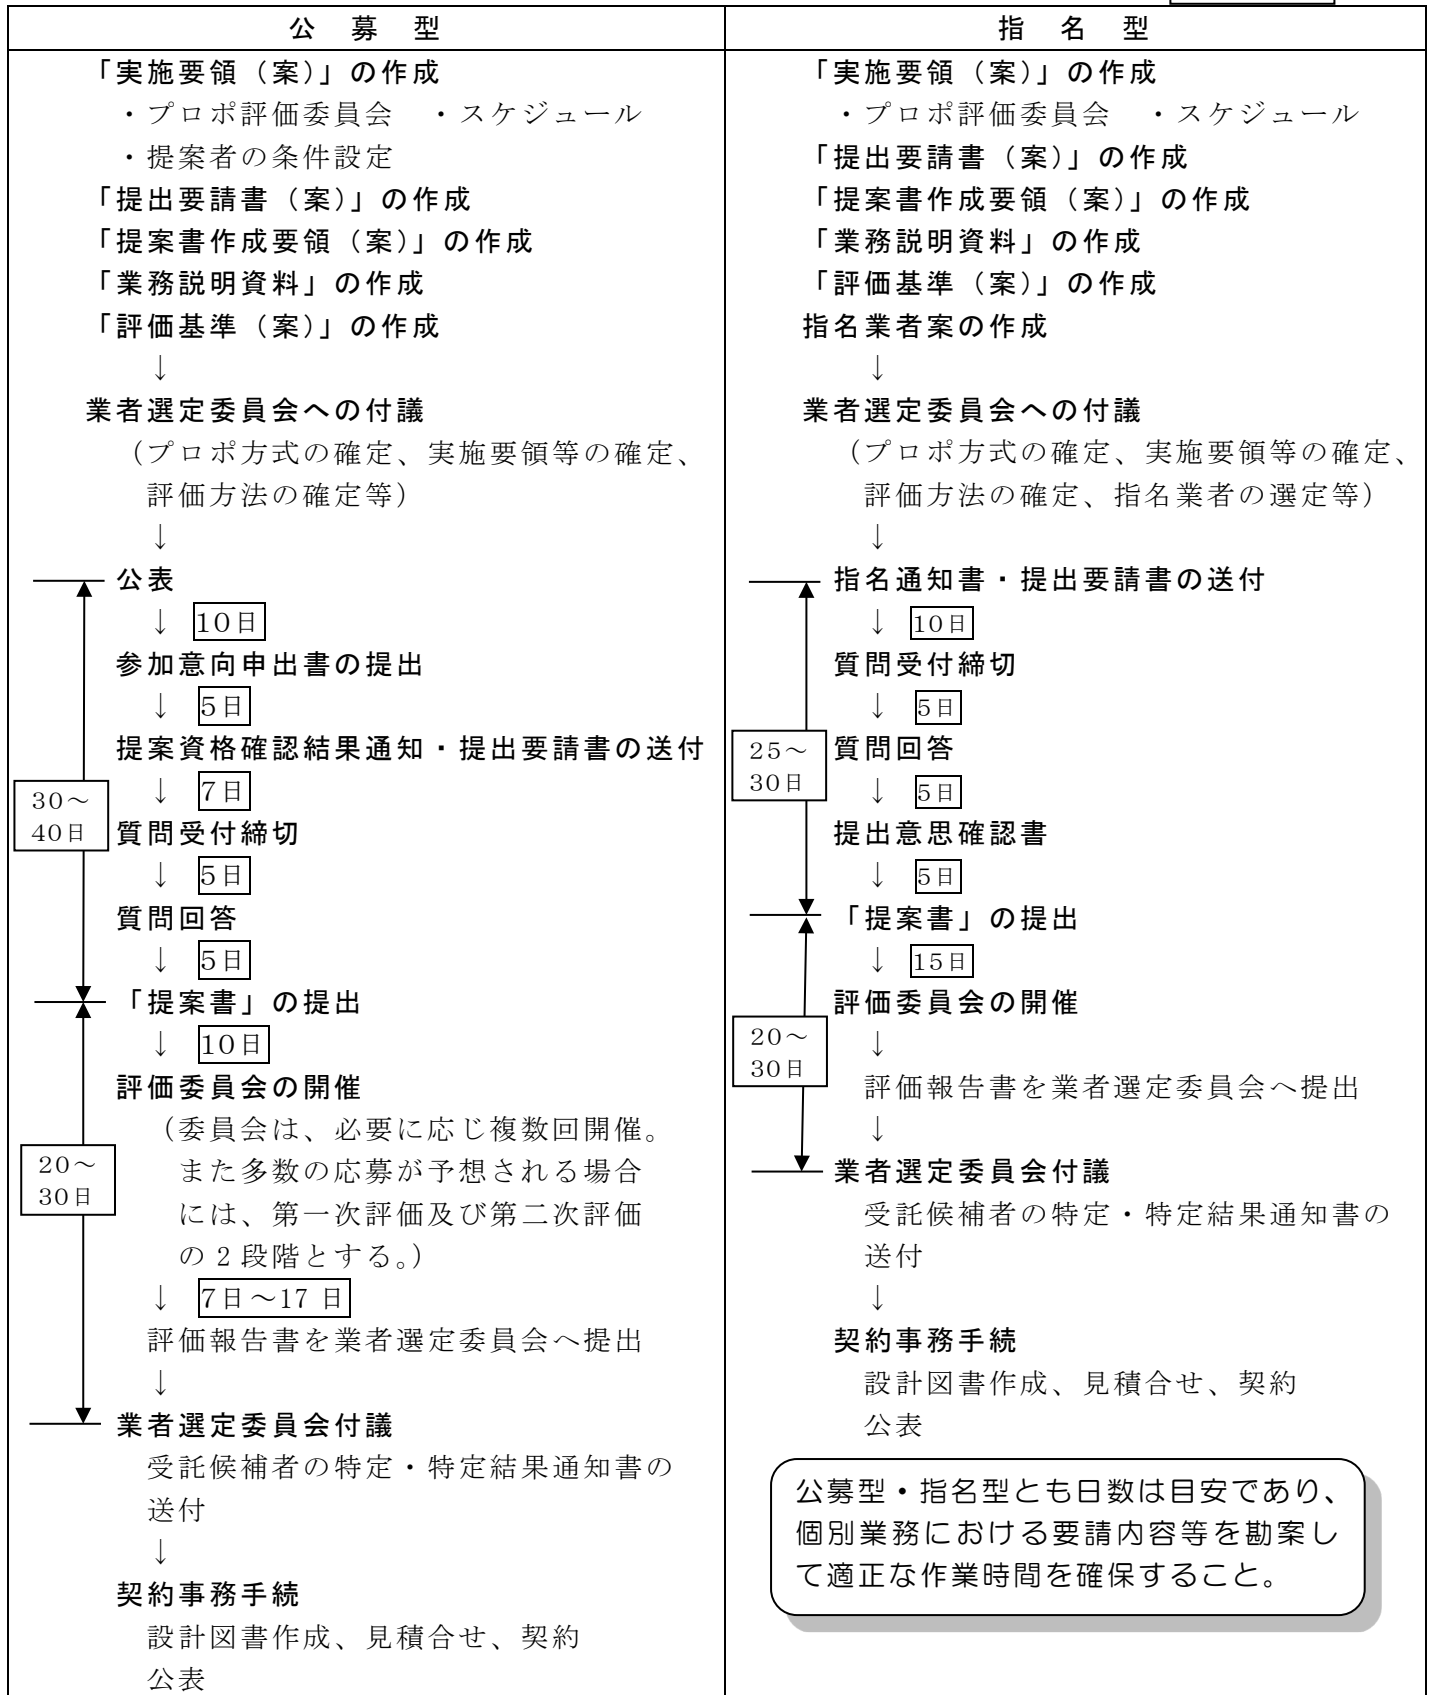 公募型
「実施要領（案）」の作成
・プロポ評価委員会　・スケジュール
・提案者の条件設定
「提出要請書（案）」の作成
「提案書作成要領（案）」の作成
「業務説明資料」の作成
「評価基準（案）」の作成
↓
業者選定委員会への付議
（プロポ方式の確定、実施要領等の確定、
評価方法の確定等）
↓
公表
↓ 10日
参加意向申出書の提出
↓ 5日
提案資格確認結果通知・提出要請書の送付
↓ 7日
質問受付締切
↓ 5日
質問回答
↓ 5日
「提案書」の提出
↓ 10日
評価委員会の開催
（委員会は、必要に応じ複数回開催。
また多数の応募が予想される場合
には、第一次評価及び第二次評価
の２段階とする。）
↓ 7日～17 日
評価報告書を業者選定委員会へ提出
↓
業者選定委員会付議
受託候補者の特定・特定結果通知書の
送付
↓
契約事務手続
設計図書作成、見積合せ、契約
公表
30～
40日
20～
30日
指名型
「実施要領（案）」の作成
・プロポ評価委員会　・スケジュール
「提出要請書（案）」の作成
「提案書作成要領（案）」の作成
「業務説明資料」の作成
「評価基準（案）」の作成
指名業者案の作成
↓
業者選定委員会への付議
（プロポ方式の確定、実施要領等の確定、
評価方法の確定、指名業者の選定等）
↓
指名通知書・提出要請書の送付
↓ 10日
質問受付締切
↓ 5日
質問回答
↓ 5日
提出意思確認書
↓ 5日
「提案書」の提出
↓ 15日
評価委員会の開催
↓
評価報告書を業者選定委員会へ提出
↓
業者選定委員会付議
受託候補者の特定・特定結果通知書の
送付
↓
契約事務手続
設計図書作成、見積合せ、契約
公表
25～
30日
20～
30日
公募型・指名型とも日数は目安であり、
個別業務における要請内容等を勘案し
て適正な作業時間を確保すること。